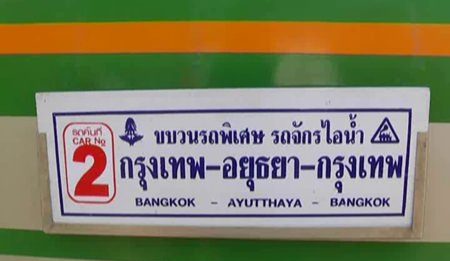 รถคันที่
CAR No
2
ขบวนรถพิเศษ รถจักรไอน้ำ
กรุงเทพ-อยุธยา-กรุงเทพ
BANGKOK - AYUTTHAYA - BANGKOK